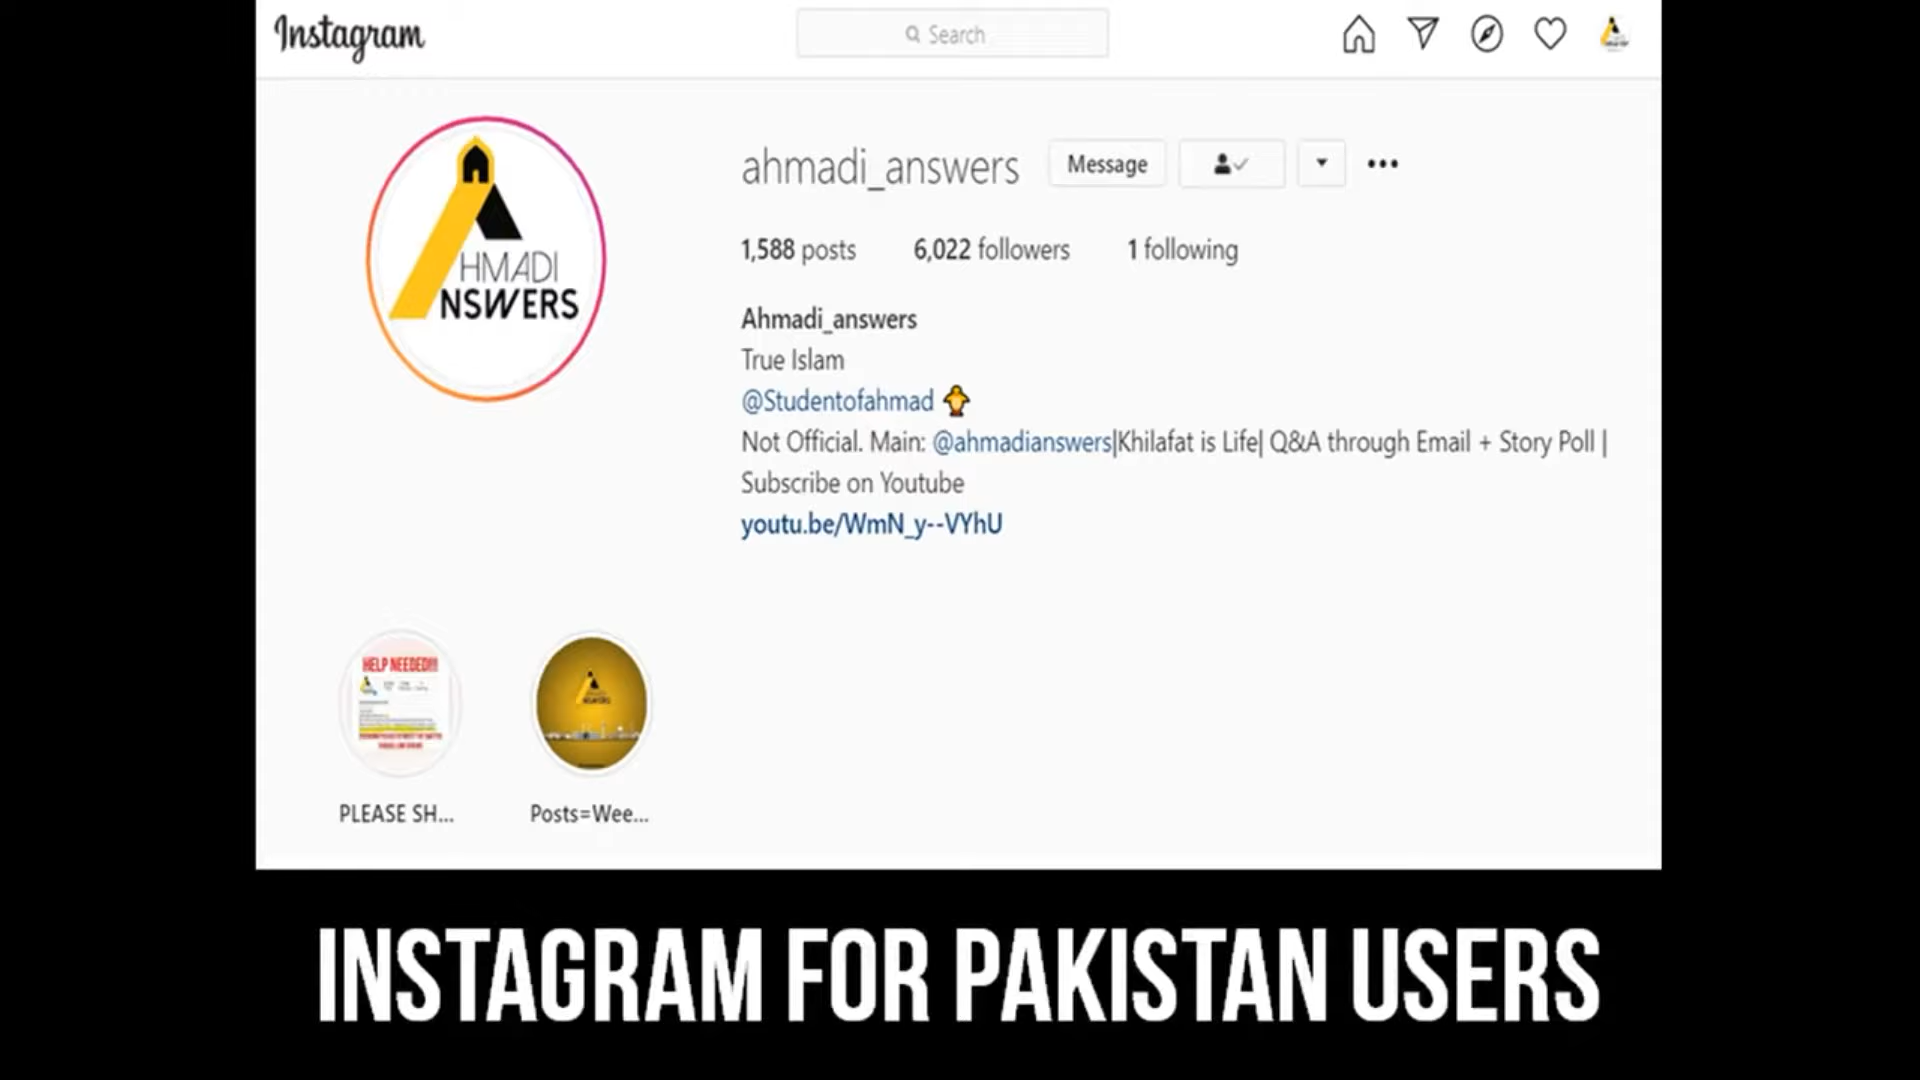 Instagram
Search
ahmadi_answers Message
1,588 posts 6,022 followers 1 following
HMADI
NSWERS
Ahmadi_answers
True Islam
@Studentofahmad
Not Official. Main: @ahmadianswers|Khilafat is Life| Q&A through Email + Story Poll |
Subscribe on Youtube
youtu.be/WmN_y--VYhU
HELP NEEDED!!!
PLEASE SH... Posts=Wee...
INSTAGRAM FOR PAKISTAN USERS